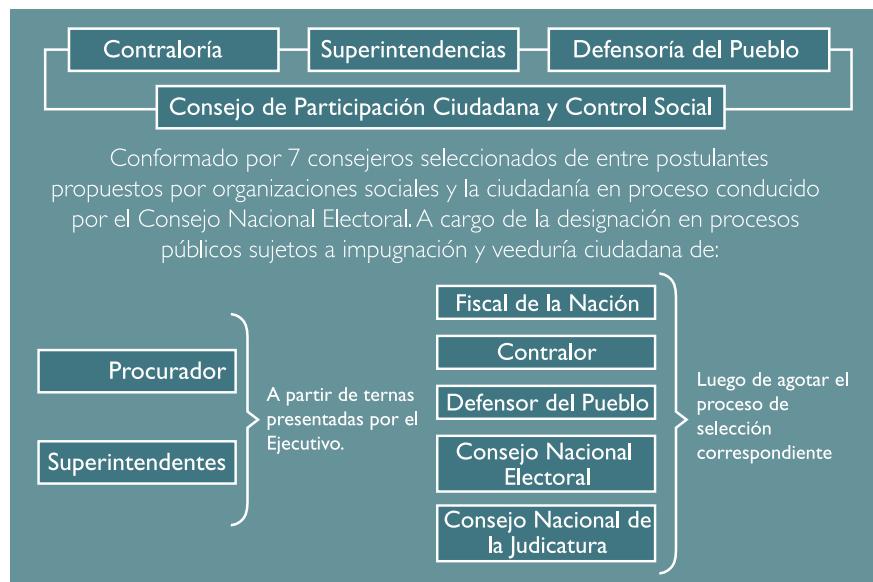 Contraloría
Superintendencias
Defensoría del Pueblo
Consejo de Participación Ciudadana y Control Social
Conformado por 7 consejeros seleccionados de entre postulantes
propuestos por organizaciones sociales y la ciudadanía en proceso conducido
por el Consejo Nacional Electoral. A cargo de la designación en procesos
públicos sujetos a impugnación y veeduría ciudadana de:
Procurador
Superintendentes
A partir de ternas
presentadas por el
Ejecutivo.
Fiscal de la Nación
Contralor
Defensor del Pueblo
Consejo Nacional
Electoral
Consejo Nacional de
la Judicatura
Luego de agotar el
proceso de
selección
correspondiente